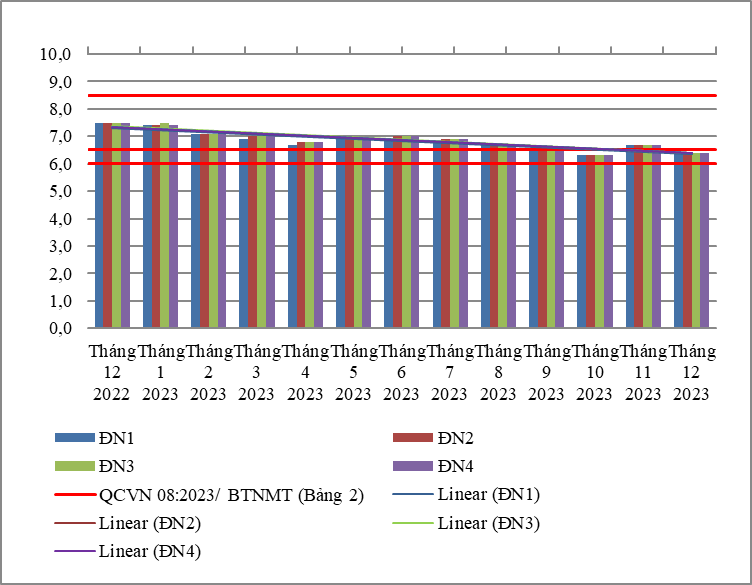 10,0
9,0
8,0
7,0
6,0
5,0
4,0
3,0
2,0
1,0
0,0
Tháng Tháng Tháng Tháng Tháng Tháng Tháng Tháng Tháng Tháng Tháng Tháng Tháng
12 1 2 3 4 5 6 7 8 9 10 11 12
2022 2023 2023 2023 2023 2023 2023 2023 2023 2023 2023 2023 2023
ĐN1 ĐN2
ĐN3 ĐN4
QCVN 08:2023/ BTNMT (Bảng 2) Linear (ĐN1)
Linear (ĐN2) Linear (ĐN3)
Linear (ĐN4)